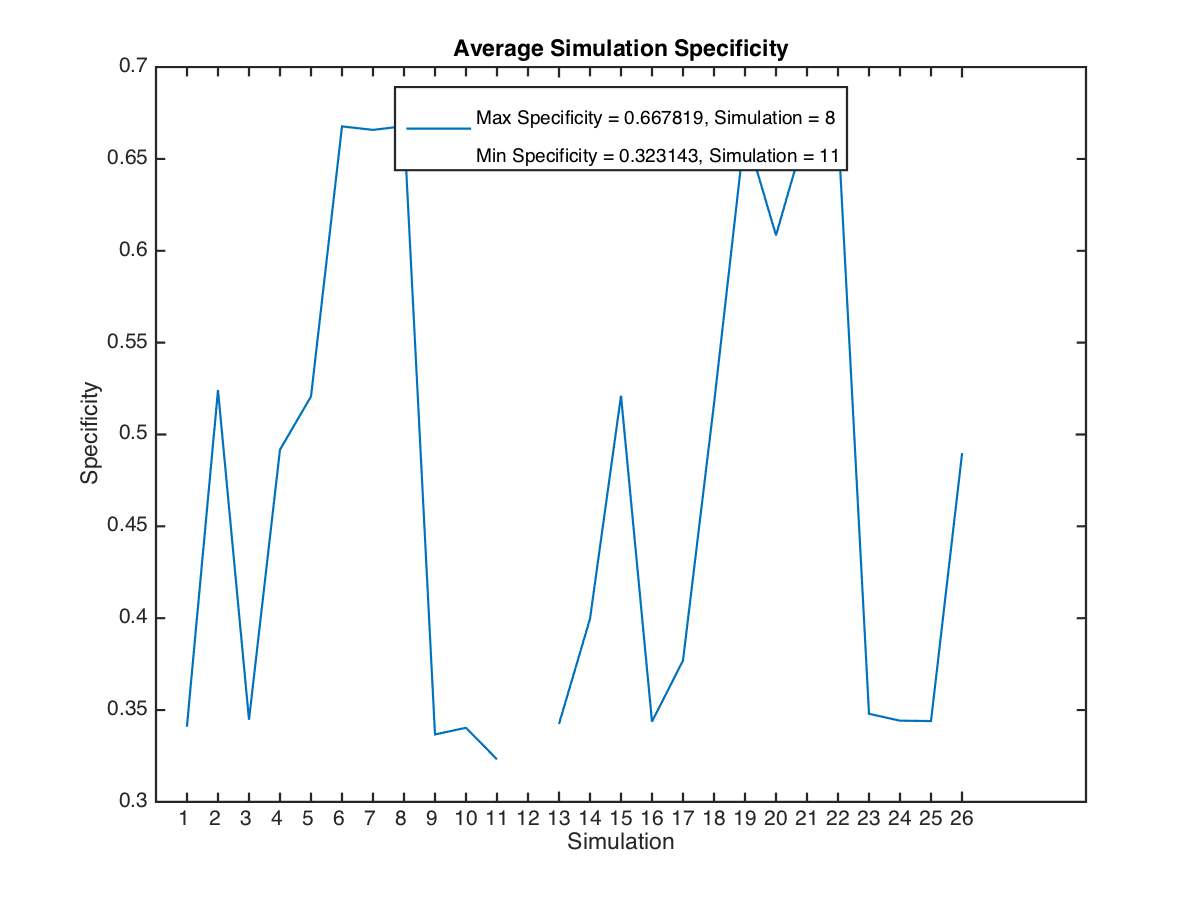 Average Simulation Specificity
0.7
0.65
0.6
0.55
0.5
0.45
0.4
0.35
0.3
Specificity
Max Specificity = 0.667819, Simulation = 8
Min Specificity = 0.323143, Simulation = 11
1 2 3 4 5 6 7 8 9 10 11 12 13 14 15 16 17 18 19 20 21 22 23 24 25 26
Simulation